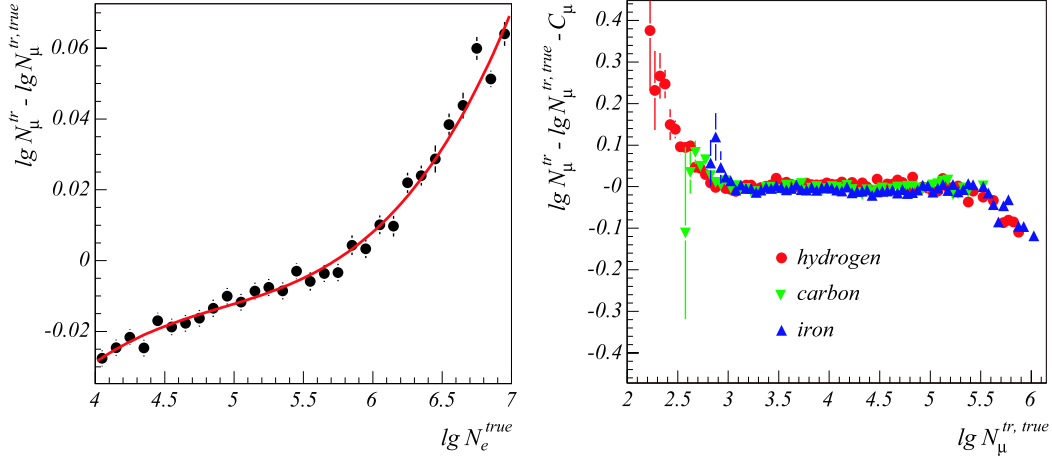 lg N_μ^tr - lg N_μ^tr,true
0.06
0.04
0.02
0
-0.02
4 4.5 5 5.5 6 6.5 7
lg N_e^true
lg N_μ^tr - lg N_μ^tr,true - C_μ
0.4
0.3
0.2
0.1
-0
-0.1
-0.2
-0.3
-0.4
hydrogen
carbon
iron
2 2.5 3 3.5 4 4.5 5 5.5 6
lg N_μ^tr, true